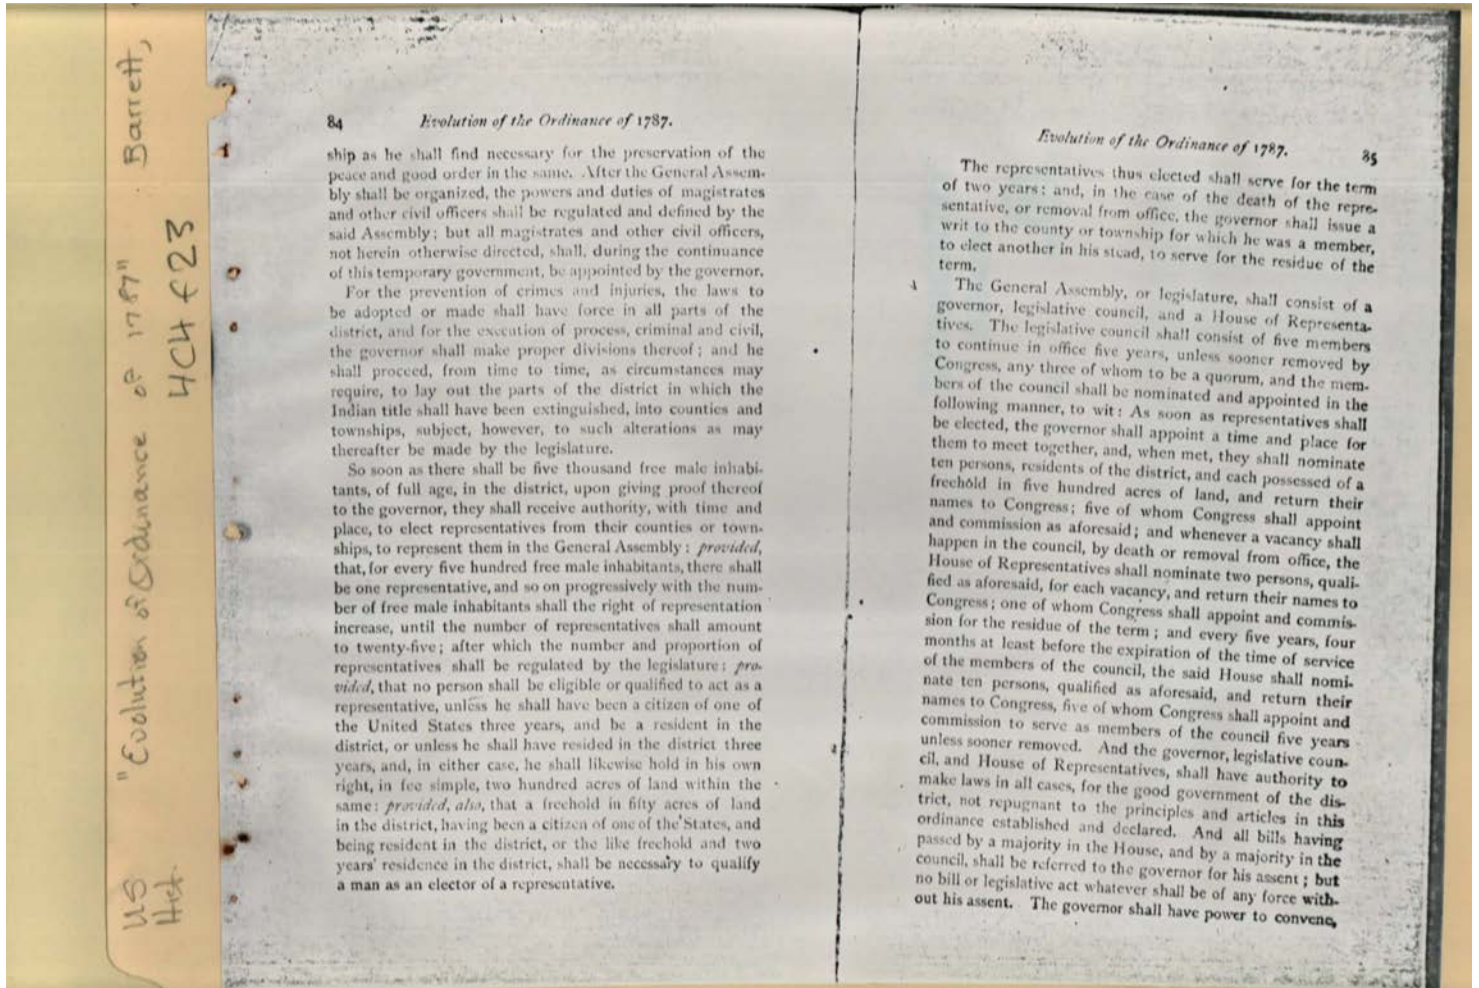 US "Evolution of Ordinance of 1787" Barrett,
Hist. 4C4 f23
84 Evolution of the Ordinance of 1787.
ship as he shall find necessary for the preservation of the
peace and good order in the same. After the General Assem-
bly shall be organized, the powers and duties of magistrates
and other civil officers shall be regulated and defined by the
said Assembly; but all magistrates and other civil officers,
not herein otherwise directed, shall, during the continuance
of this temporary government, be appointed by the governor.
For the prevention of crimes and injuries, the laws to
be adopted or made shall have force in all parts of the
district, and for the execution of process, criminal and civil,
the governor shall make proper divisions thereof; and he
shall proceed, from time to time, as circumstances may
require, to lay out the parts of the district in which the
Indian title shall have been extinguished, into counties and
townships, subject, however, to such alterations as may
thereafter be made by the legislature.
So soon as there shall be five thousand free male inhabi-
tants, of full age, in the district, upon giving proof thereof
to the governor, they shall receive authority, with time and
place, to elect representatives from their counties or town-
ships, to represent them in the General Assembly: provided,
that, for every five hundred free male inhabitants, there shall
be one representative, and so on progressively with the num-
ber of free male inhabitants shall the right of representation
increase, until the number of representatives shall amount
to twenty-five; after which the number and proportion of
representatives shall be regulated by the legislature: pro-
vided, that no person shall be eligible or qualified to act as a
representative, unless he shall have been a citizen of one of
the United States three years, and be a resident in the
district, or unless he shall have resided in the district three
years, and, in either case, he shall likewise hold in his own
right, in fee simple, two hundred acres of land within the
same: provided, also, that a freehold in fifty acres of land
in the district, having been a citizen of one of the States, and
being resident in the district, or the like freehold and two
years' residence in the district, shall be necessary to qualify
a man as an elector of a representative.
Evolution of the Ordinance of 1787. 85
The representatives thus elected shall serve for the term
of two years: and, in the case of the death of the repre-
sentative, or removal from office, the governor shall issue a
writ to the county or township for which he was a member,
to elect another in his stead, to serve for the residue of the
term.
The General Assembly, or legislature, shall consist of a
governor, legislative council, and a House of Representa-
tives. The legislative council shall consist of five members
to continue in office five years, unless sooner removed by
Congress, any three of whom to be a quorum, and the mem-
bers of the council shall be nominated and appointed in the
following manner, to wit: As soon as representatives shall
be elected, the governor shall appoint a time and place for
them to meet together, and, when met, they shall nominate
ten persons, residents of the district, and each possessed of a
freehold in five hundred acres of land, and return their
names to Congress; five of whom Congress shall appoint
and commission as aforesaid; and whenever a vacancy shall
happen in the council, by death or removal from office, the
House of Representatives shall nominate two persons, quali-
fied as aforesaid, for each vacancy, and return their names to
Congress; one of whom Congress shall appoint and commis-
sion for the residue of the term; and every five years, four
months at least before the expiration of the time of service
of the members of the council, the said House shall nomi-
nate ten persons, qualified as aforesaid, and return their
names to Congress, five of whom Congress shall appoint and
commission to serve as members of the council five years
unless sooner removed. And the governor, legislative coun-
cil, and House of Representatives, shall have authority to
make laws in all cases, for the good government of the dis-
trict, not repugnant to the principles and articles in this
ordinance established and declared. And all bills having
passed by a majority in the House, and by a majority in the
council, shall be referred to the governor for his assent; but
no bill or legislative act whatever shall be of any force with-
out his assent. The governor shall have power to convene,